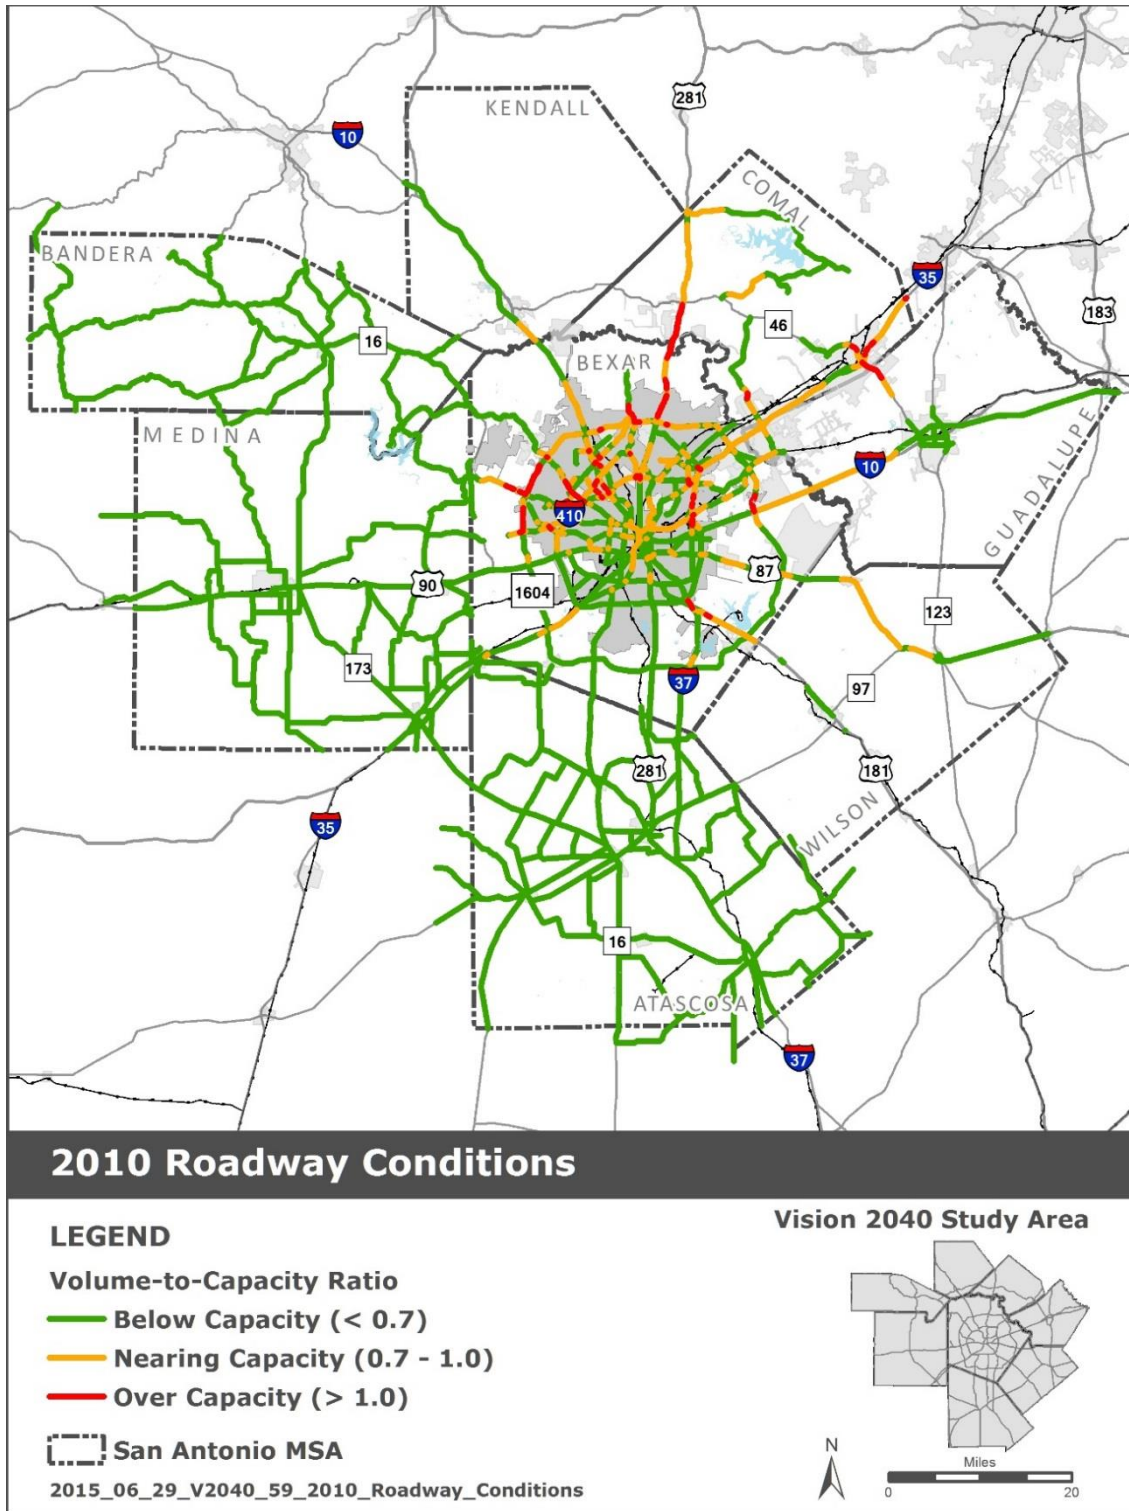 KENDALL
281
10
COMAL
BANDERA
35
183
46
16
BEXAR
MEDINA
GUADALUPE
10
410
87
90
1604
123
173
37
97
281
181
WILSON
35
16
ATASCOSA
37
2010 Roadway Conditions
LEGEND
Volume-to-Capacity Ratio
Below Capacity (< 0.7)
Nearing Capacity (0.7 - 1.0)
Over Capacity (> 1.0)
San Antonio MSA
2015_06_29_V2040_59_2010_Roadway_Conditions
Vision 2040 Study Area
N
Miles
0 20